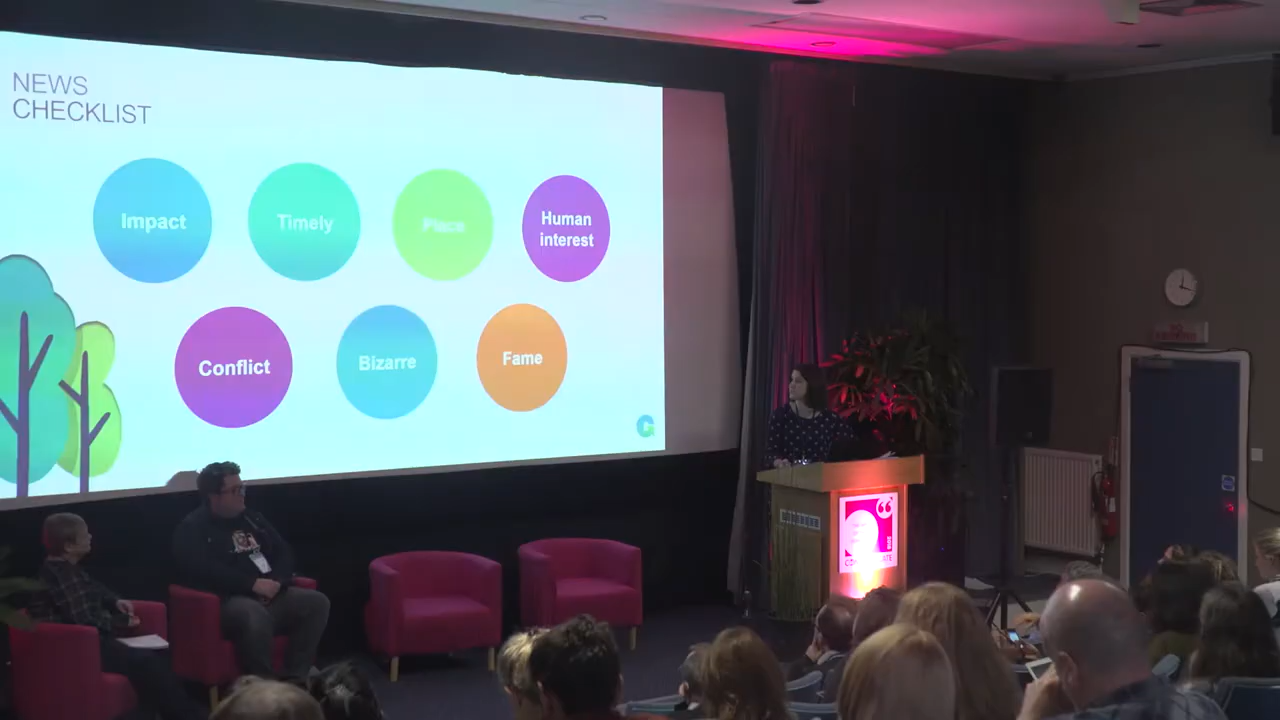 NEWS
CHECKLIST
Impact
Timely
Place
Human
interest
Conflict
Bizarre
Fame